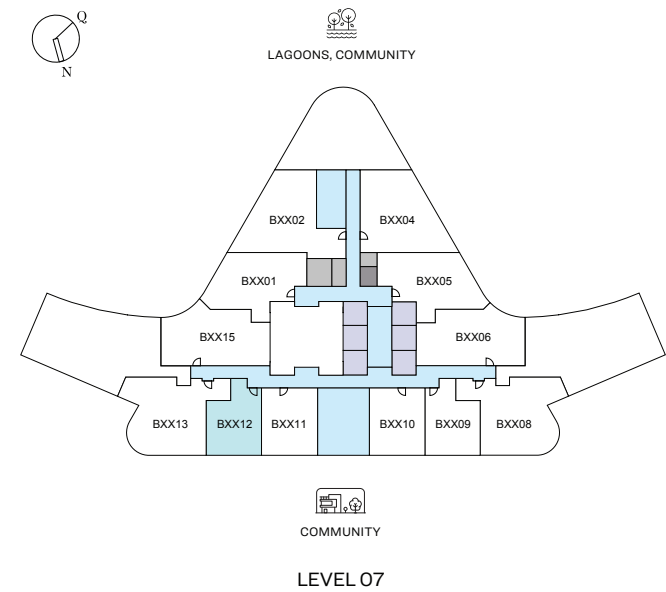 Q
N
LAGOONS, COMMUNITY
BXX02 BXX04
BXX01 BXX05
BXX15 BXX06
BXX13 BXX12 BXX11 BXX10 BXX09 BXX08
COMMUNITY
LEVEL 07